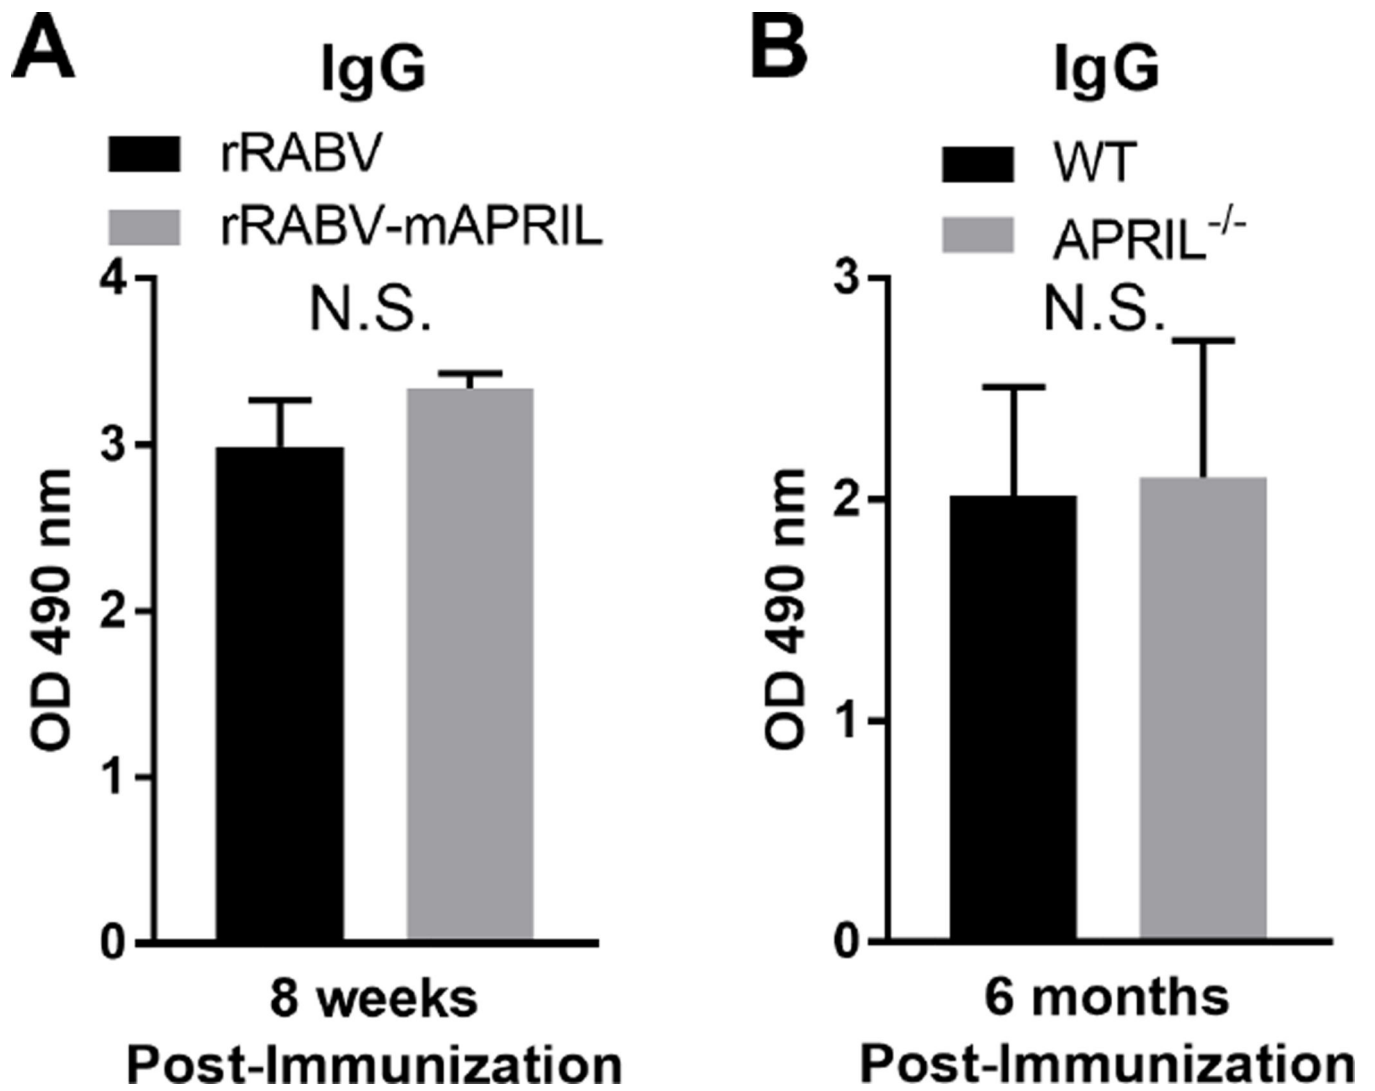 A
IgG
rRABV
rRABV-mAPRIL
N.S.
4
3
2
1
0
OD 490 nm
8 weeks
Post-Immunization
B
IgG
WT
APRIL-/-
N.S.
3
2
1
0
OD 490 nm
6 months
Post-Immunization